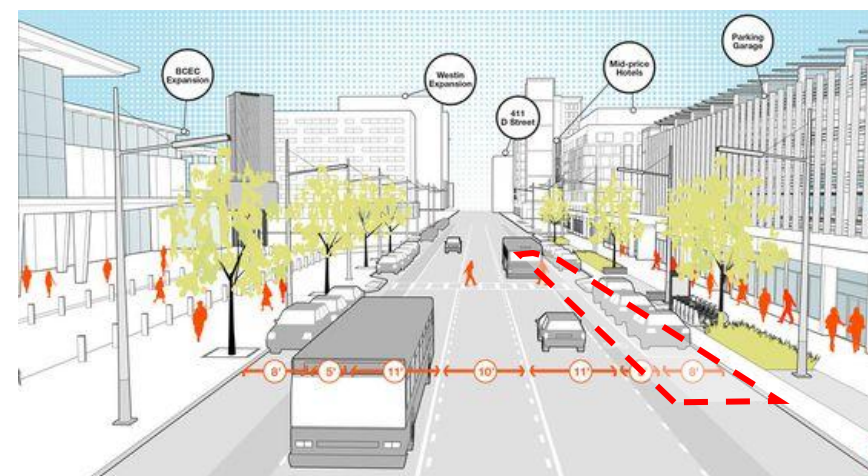 BCEC
Expansion
Westin
Expansion
411
D Street
Mid-price
Hotels
Parking
Garage
8'
5'
11'
10'
11'
8'